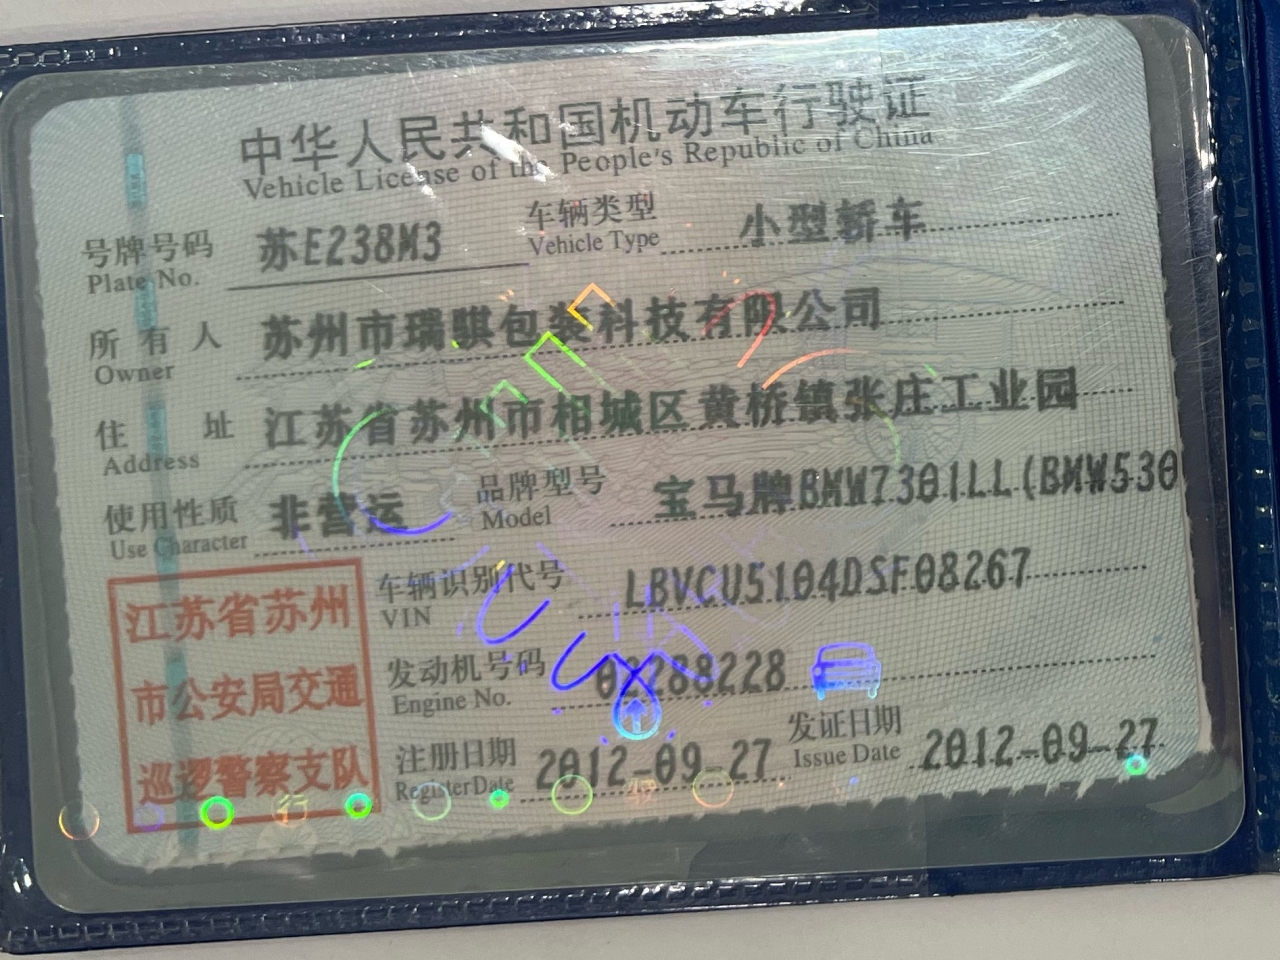 中华人民共和国机动车行驶证
Vehicle License of the People's Republic of China
号牌号码 苏E238M3 车辆类型 小型轿车
Plate No. Vehicle Type
所有人 苏州市瑞骐包装科技有限公司
Owner
住址 江苏省苏州市相城区黄桥镇张庄工业园
Address
使用性质 非营运 品牌型号 宝马牌BMW7301LL(BMW530
Use Character Model
车辆识别代号 LBVCU5104DSF08267
VIN
发动机号码 02288228
Engine No.
注册日期 2012-09-27 发证日期 2012-09-27
Register Date Issue Date
江苏省苏州
市公安局交通
巡逻警察支队
行